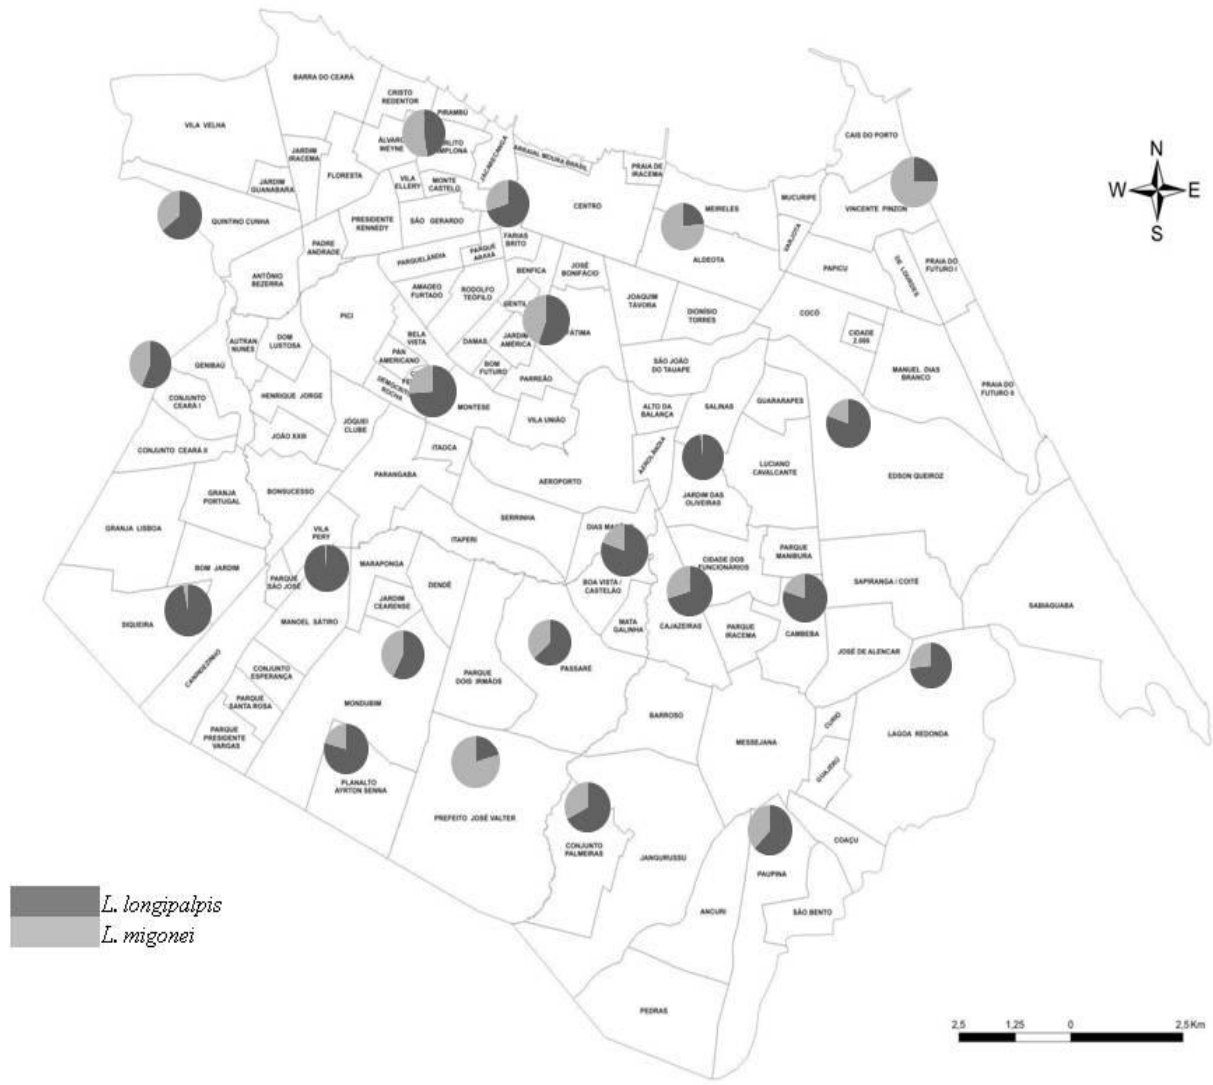 BARRA DO CEARÁ
CRISTO
REDENTOR
PIRAMBÚ
VILA VELHA
JARDIM
IRACEMA
JACARECANGA
ARRAIAL MOURA BRASIL
PRAIA DE
IRACEMA
CAIS DO PORTO
N
W
E
S
JARDIM
GUANABARA
FLORESTA
VILA
ELLERY
MONTE
CASTELO
CENTRO
MEIRELES
MUCURIPE
VINCENTE PINZON
QUINTINO CUNHA
PRESIDENTE
KENNEDY
SÃO GERARDO
FARIAS
BRITO
VARJOTA
PADRE
ANDRADE
PARQUELÂNDIA
PARQUE
ARAXÁ
ALDEOTA
PAPICU
DE LOURDES
PRAIA DO
FUTURO I
ANTÔNIO
BEZERRA
AMADEO
FURTADO
RODOLFO
TEÓFILO
BENFICA
JOSÉ
BONIFÁCIO
JOAQUIM
TÁVORA
DIONÍSIO
TORRES
COCÓ
CIDADE
2.000
PICI
BELA
VISTA
DAMAS
JARDIM
AMÉRICA
AUTRAN
NUNES
DOM
LUSTOSA
PAN
AMERICANO
BOM
FUTURO
PARREÃO
SÃO JOÃO
DO TAUAPE
MANUEL DIAS
BRANCO
PRAIA DO
FUTURO II
GENIBAÚ
CONJUNTO
CEARÁ I
HENRIQUE JORGE
DEMÓCRITO
ROCHA
MONTESE
VILA UNIÃO
ALTO DA
BALANÇA
SALINAS
GUARARAPES
JOÃO XXIII
JÓQUEI
CLUBE
ITAOCA
AEROLÂNDIA
CONJUNTO CEARÁ II
PARANGABA
AEROPORTO
LUCIANO
CAVALCANTE
EDSON QUEIROZ
GRANJA
PORTUGAL
BONSUCESSO
JARDIM DAS
OLIVEIRAS
GRANJA LISBOA
VILA
PERY
SERRINHA
ITAPERI
PARQUE
MANIBURA
BOM JARDIM
PARQUE
SÃO JOSÉ
MARAPONGA
DENDÊ
BOA VISTA /
CASTELÃO
CIDADE DOS
FUNCIONÁRIOS
SAPIRANGA / COITÉ
SABIAGUABA
SIQUEIRA
MANOEL SÁTIRO
JARDIM
CEARENSE
MATA
GALINHA
CAJAZEIRAS
PARQUE
IRACEMA
CAMBEBA
JOSÉ DE ALENCAR
CANINDEZINHO
CONJUNTO
ESPERANÇA
PARQUE
DOIS IRMÃOS
PASSARÉ
PARQUE
SANTA ROSA
MONDUBIM
BARROSO
CURIÓ
LAGOA REDONDA
PARQUE
PRESIDENTE
VARGAS
MESSEJANA
GUAJERÚ
PLANALTO
AYRTON SENNA
PREFEITO JOSÉ VALTER
CONJUNTO
PALMEIRAS
JANGURUSSU
COAÇU
PAUPINA
ANCURI
SÃO BENTO
PEDRAS
L. longipalpis
L. migonei
2,5 1,25 0 2,5 Km